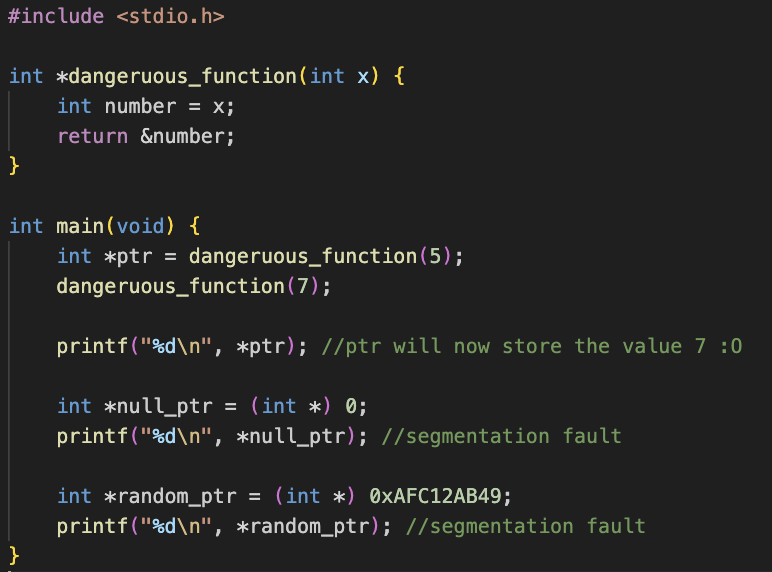 #include <stdio.h>
int *dangeruous_function(int x) {
    int number = x;
    return &number;
}
int main(void) {
    int *ptr = dangeruous_function(5);
    dangeruous_function(7);
    printf("%d\n", *ptr); //ptr will now store the value 7 :O
    int *null_ptr = (int *) 0;
    printf("%d\n", *null_ptr); //segmentation fault
    int *random_ptr = (int *) 0xAFC12AB49;
    printf("%d\n", *random_ptr); //segmentation fault
}